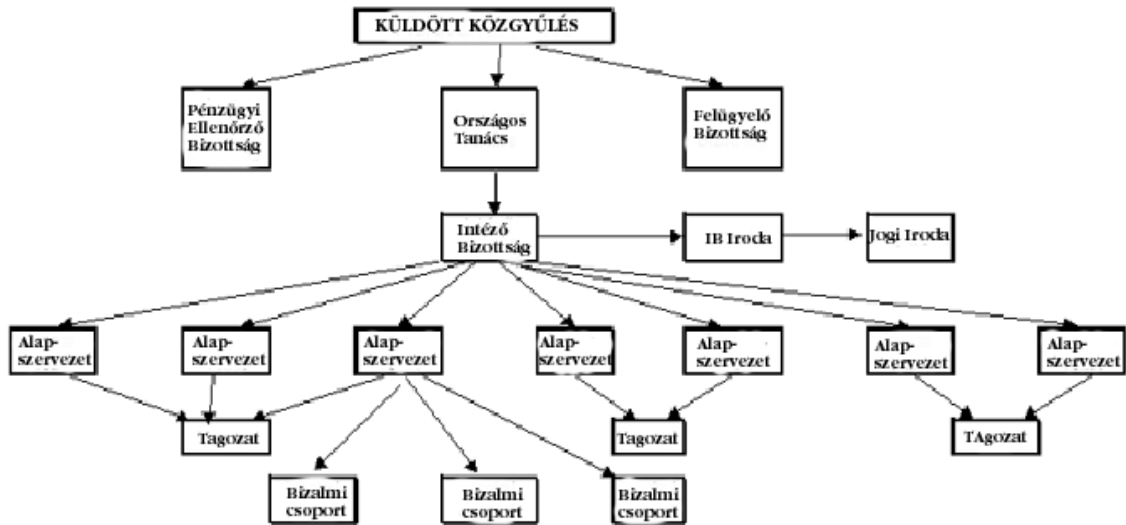 KÜLDÖTT KÖZGYŰLÉS
Pénzügyi
Ellenőrző
Bizottság
Országos
Tanács
Felügyelő
Bizottság
Intéző
Bizottság
IB Iroda
Jogi Iroda
Alap-
szervezet
Alap-
szervezet
Alap-
szervezet
Alap-
szervezet
Alap-
szervezet
Alap-
szervezet
Alap-
szervezet
Tagozat
Tagozat
TAgozat
Bizalmi
csoport
Bizalmi
csoport
Bizalmi
csoport